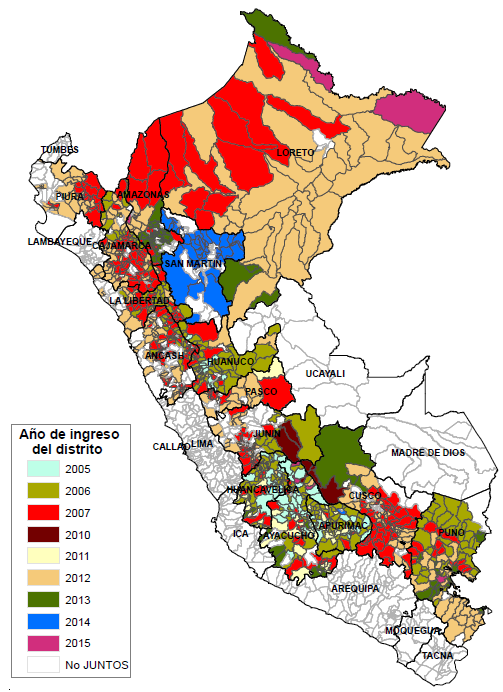 TUMBES
LORETO
PIURA
AMAZONAS
LAMBAYEQUE
CAJAMARCA
SAN MARTIN
LA LIBERTAD
ANCASH
HUANUCO
UCAYALI
PASCO
JUNIN
CALLAO
LIMA
MADRE DE DIOS
HUANCAVELICA
CUSCO
ICA
AYACUCHO
APURIMAC
PUNO
AREQUIPA
MOQUEGUA
TACNA
Año de ingreso
del distrito
2005
2006
2007
2010
2011
2012
2013
2014
2015
No JUNTOS